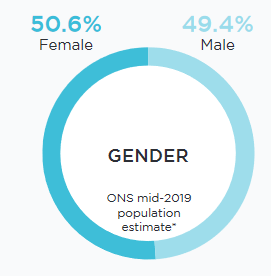 50.6% 49.4%
Female Male
GENDER
ONS mid-2019
population
estimate*